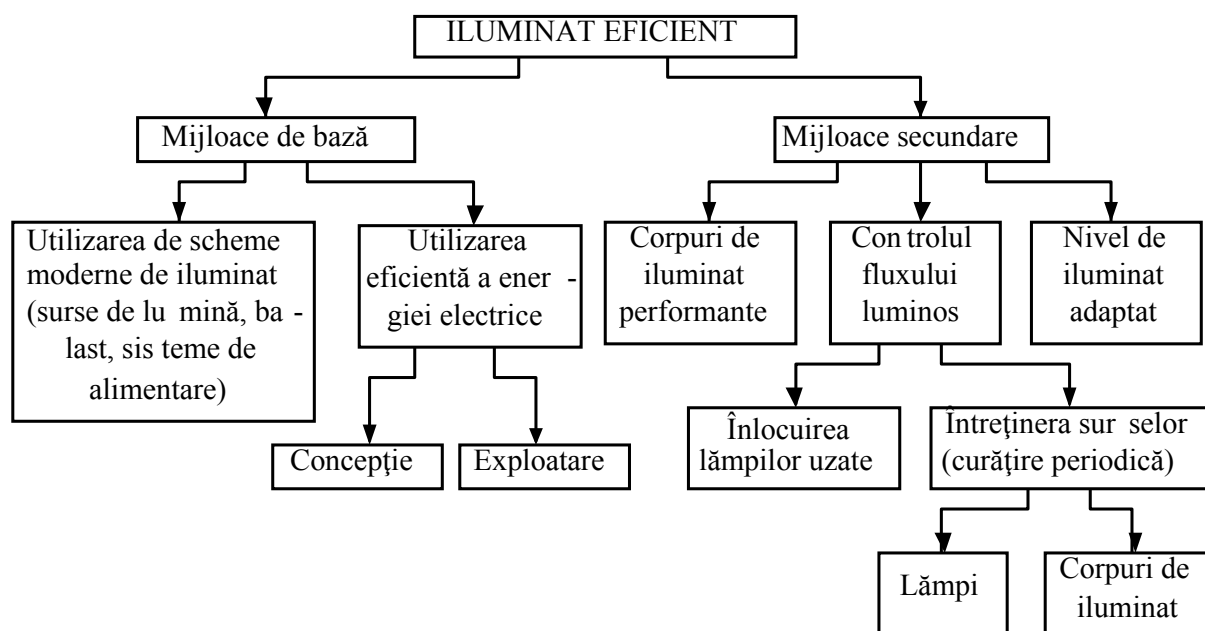 ILUMINAT EFICIENT
Mijloace de bază
Mijloace secundare
Utilizarea de scheme
moderne de iluminat
(surse de lu mină, ba -
last, sis teme de
alimentare)
Utilizarea
eficientă a ener -
giei electrice
Corpuri de
iluminat
performante
Con trolul
fluxului
luminos
Nivel de
iluminat
adaptat
Concepţie
Exploatare
Înlocuirea
lămpilor uzate
Întreţinera sur selor
(curăţire periodică)
Lămpi
Corpuri de
iluminat